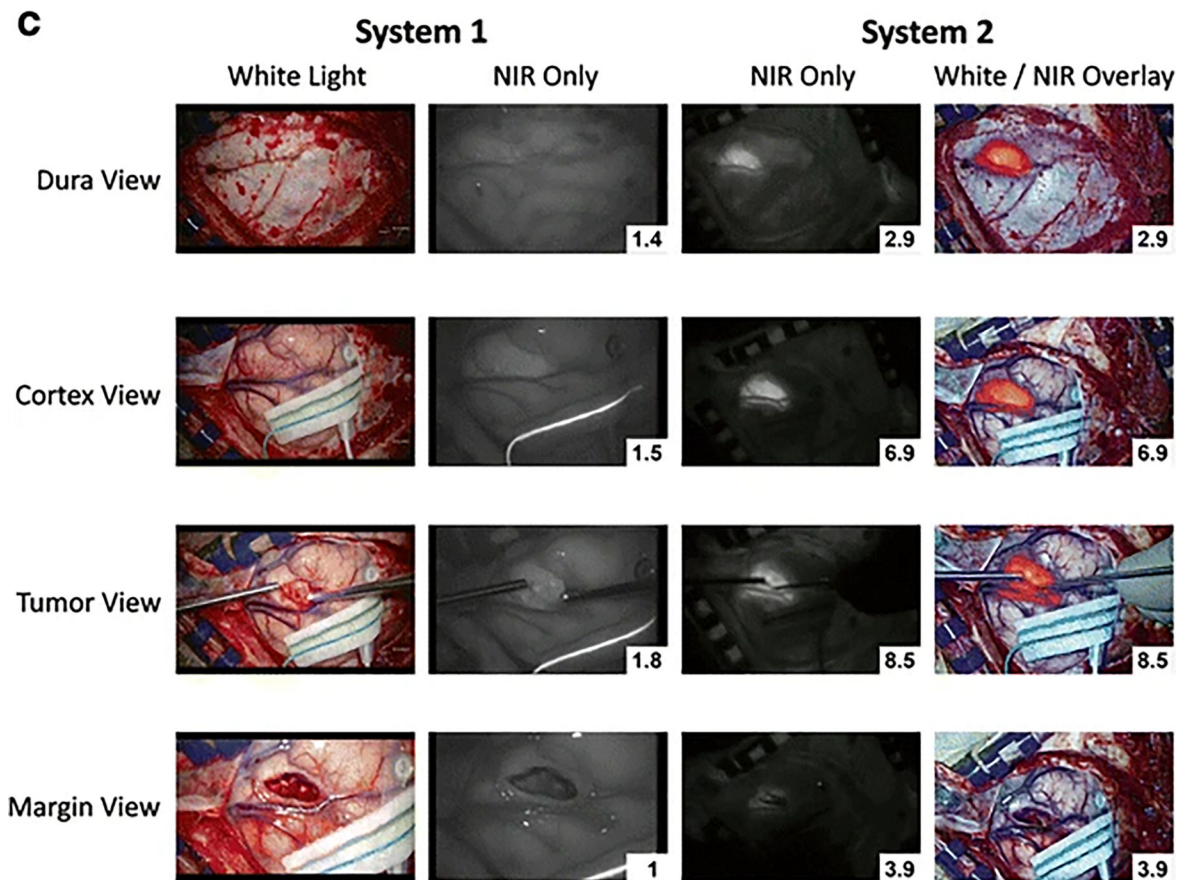 C
System 1 System 2
White Light NIR Only NIR Only White / NIR Overlay
Dura View
1.4 2.9 2.9
Cortex View
1.5 6.9 6.9
Tumor View
1.8 8.5 8.5
Margin View
1 3.9 3.9